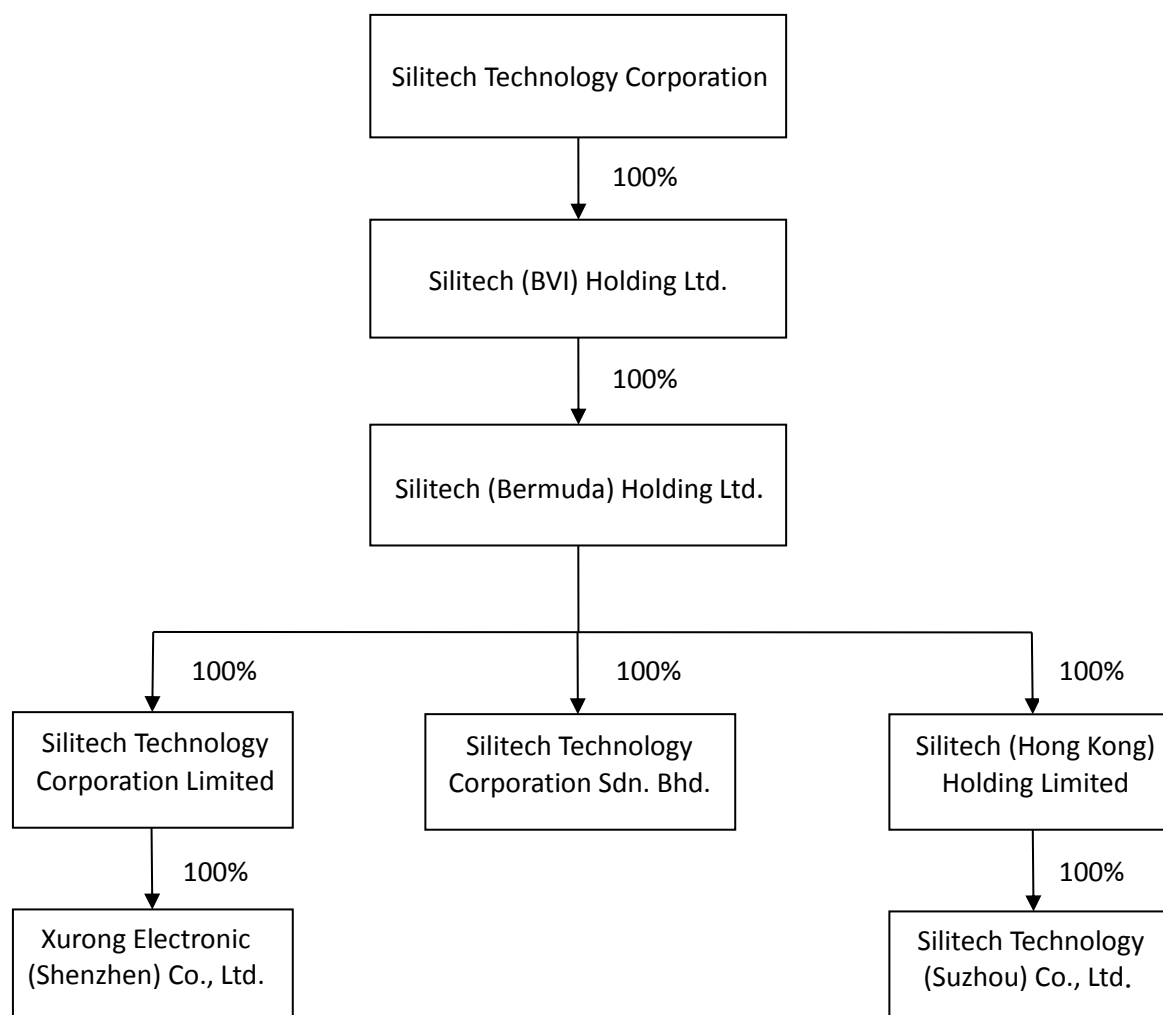 Silitech Technology Corporation
100%
Silitech (BVI) Holding Ltd.
100%
Silitech (Bermuda) Holding Ltd.
100%
100%
100%
Silitech Technology
Corporation Limited
Silitech Technology
Corporation Sdn. Bhd.
Silitech (Hong Kong)
Holding Limited
100%
100%
Xurong Electronic
(Shenzhen) Co., Ltd.
Silitech Technology
(Suzhou) Co., Ltd.